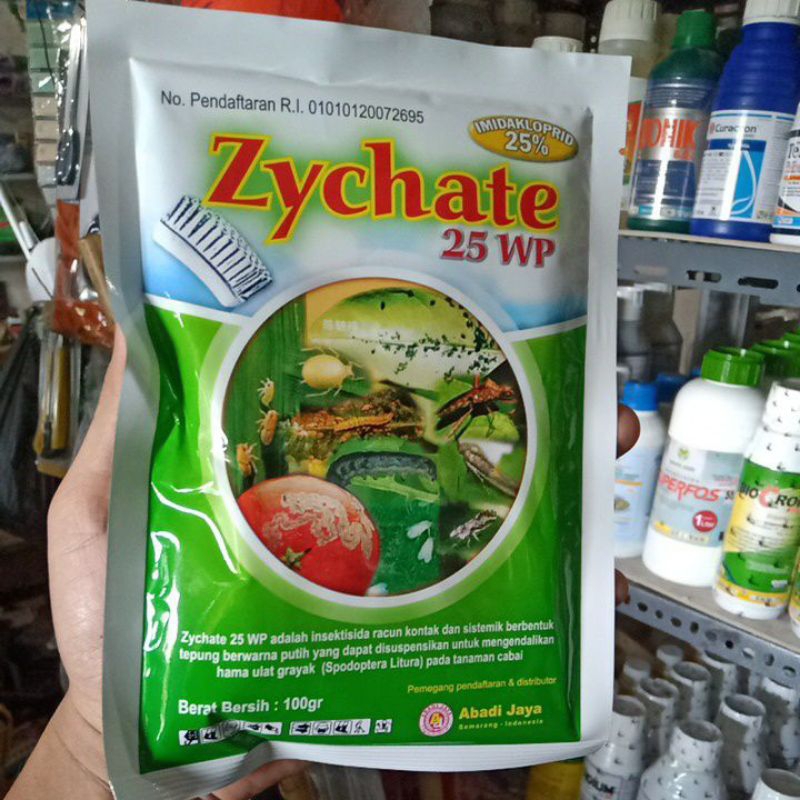 No. Pendaftaran R.I. 01010120072695
IMIDAKLOPRID
25%
Zychate
25 WP
Zychate 25 WP adalah insektisida racun kontak dan sistemik berbentuk
tepung berwarna putih yang dapat disuspensikan untuk mengendalikan
hama ulat grayak (Spodoptera Litura) pada tanaman cabai
Pemegang pendaftaran & distributor
Berat Bersih : 100gr
Abadi Jaya
Semarang - Indonesia
Curacron